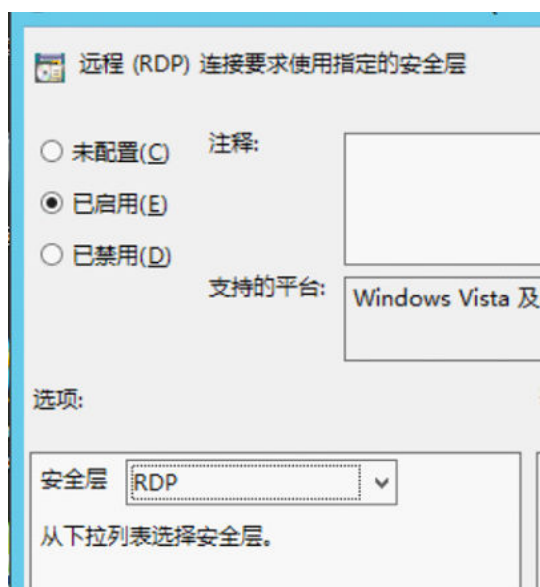 远程 (RDP) 连接要求使用指定的安全层
未配置(C)
注释:
已启用(E)
已禁用(D)
支持的平台:
Windows Vista 及
选项:
安全层
RDP
从下拉列表选择安全层。